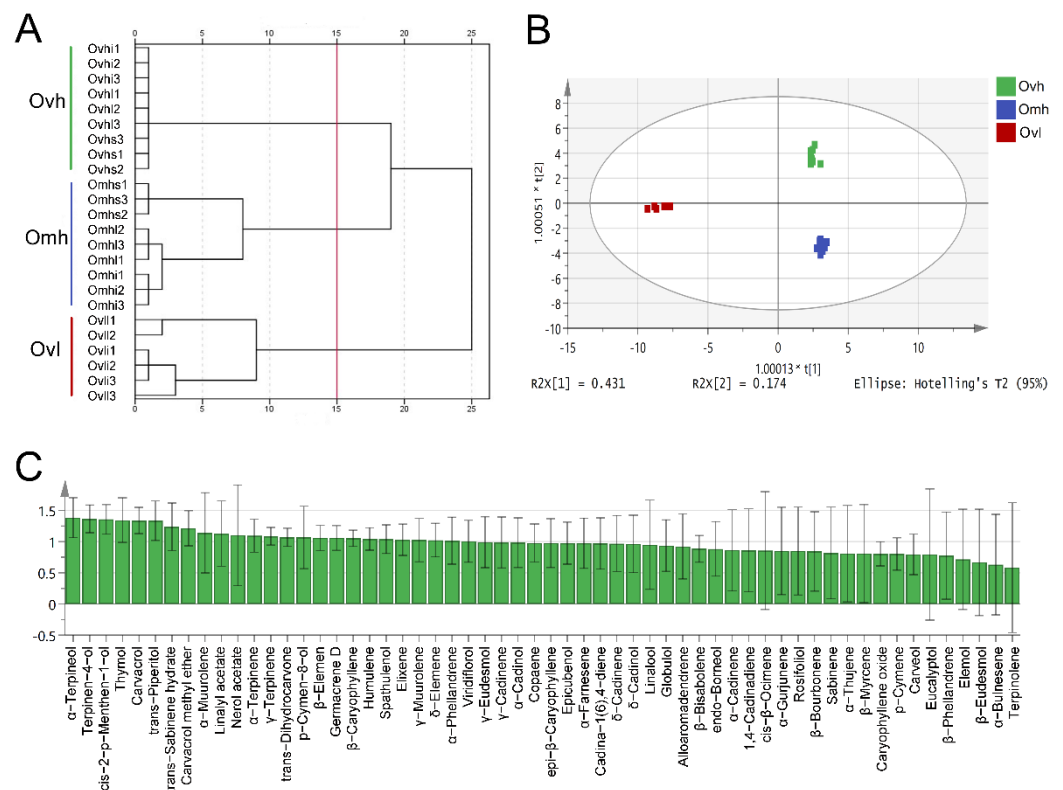 A
0 5 10 15 20 25
Ovhi1
Ovhi2
Ovhi3
Ovhl1
Ovhl2
Ovhl3
Ovhs3
Ovhs1
Ovhs2
Omhs1
Omhs3
Omhs2
Omhl2
Omhl3
Omhl1
Omhi1
Omhi2
Omhi3
Ovll1
Ovll2
Ovli1
Ovli2
Ovli3
Ovll3
Ovh
Omh
Ovl
0 5 10 15 20 25
B
Ovh
Omh
Ovl
8
6
4
2
0
-2
-4
-6
-8
-10
1.00051 * t[2]
-15 -10 -5 0 5 10
1.00013 * t[1]
R2X[1] = 0.431 R2X[2] = 0.174 Ellipse: Hotelling's T2 (95%)
C
1.5
1
0.5
0
-0.5
α-Terpineol
Terpinen-4-ol
cis-2-p-Menthen-1-ol
Thymol
Carvacrol
trans-Piperitol
rans-Sabinene hydrate
Carvacrol methyl ether
α-Muurolene
Linalyl acetate
Nerol acetate
α-Terpinene
γ-Terpinene
trans-Dihydrocarvone
p-Cymen-8-ol
β-Elemen
Germacrene D
β-Caryophyllene
Humulene
Spathulenol
Elixene
γ-Muurolene
δ-Elemene
α-Phellandrene
Viridiflorol
γ-Eudesmol
γ-Cadinene
α-Cadinol
Copaene
epi-β-Caryophyllene
Epicubenol
α-Farnesene
Cadina-1(6),4-diene
δ-Cadinene
δ-Cadinol
Linalool
Globulol
Alloaromadendrene
β-Bisabolene
endo-Borneol
α-Cadinene
1,4-Cadinadiene
cis-β-Ocimene
α-Gurjunene
Rosifoliol
β-Bourbonene
Sabinene
α-Thujene
β-Myrcene
Caryophyllene oxide
p-Cymene
Carveol
Eucalyptol
β-Phellandrene
Elemol
β-Eudesmol
α-Bulnesene
Terpinolene